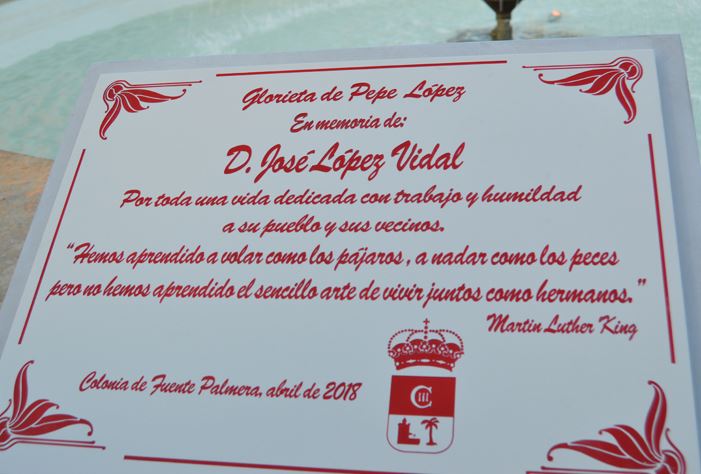 Glorieta de Pepe López
En memoria de:
D. José López Vidal
Por toda una vida dedicada con trabajo y humildad
a su pueblo y sus vecinos.
"Hemos aprendido a volar como los pájaros, a nadar como los peces
pero no hemos aprendido el sencillo arte de vivir juntos como hermanos."
Martin Luther King
Colonia de Fuente Palmera, abril de 2018
C III